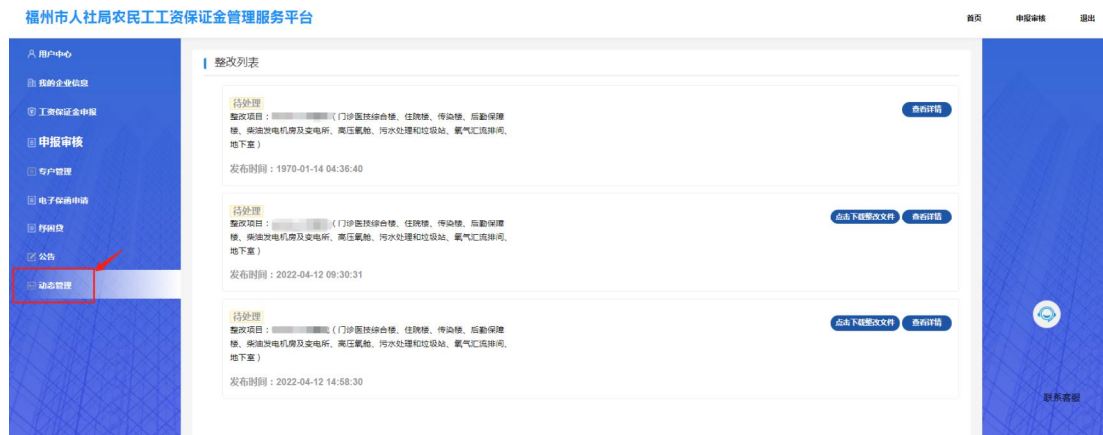 福州市人社局农民工工资保证金管理服务平台
首页 申报审核 退出
用户中心
我的企业信息
工资保证金申报
申报审核
专户管理
电子保函申请
纾困贷
公告
动态管理
整改列表
待处理
查看详情
整改项目：（门诊医技综合楼、住院楼、传染楼、后勤保障
楼、柴油发电机房及变电所、高压氧舱、污水处理和垃圾站、氧气汇流排间、
地下室）
发布时间：1970-01-14 04:36:40
待处理
点击下载整改文件 查看详情
整改项目：（门诊医技综合楼、住院楼、传染楼、后勤保障
楼、柴油发电机房及变电所、高压氧舱、污水处理和垃圾站、氧气汇流排间、
地下室）
发布时间：2022-04-12 09:30:31
待处理
点击下载整改文件 查看详情
整改项目：（门诊医技综合楼、住院楼、传染楼、后勤保障
楼、柴油发电机房及变电所、高压氧舱、污水处理和垃圾站、氧气汇流排间、
地下室）
发布时间：2022-04-12 14:58:30
联系客服